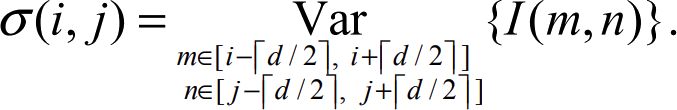 σ(i, j) = Var {I(m, n)}.
m∈[i−⌈d / 2⌉, i+⌈d / 2⌉ ]
n∈[ j−⌈d / 2⌉, j+⌈d / 2⌉ ]